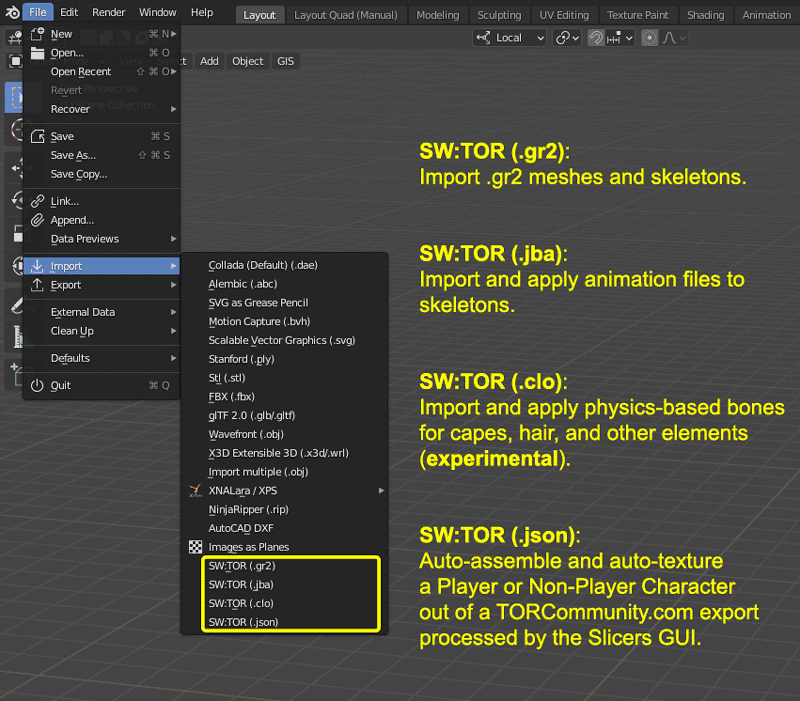 File Edit Render Window Help Layout Layout Quad (Manual) Modeling Sculpting UV Editing Texture Paint Shading Animation
Local
Add Object GIS
New ⌘ N
Open... ⌘ O
Open Recent ⇧ ⌘ O
Revert
Recover
Save ⌘ S
Save As... ⇧ ⌘ S
Save Copy...
Link...
Append...
Data Previews
Import
Export
External Data
Clean Up
Defaults
Quit ⌘ Q
Collada (Default) (.dae)
Alembic (.abc)
SVG as Grease Pencil
Motion Capture (.bvh)
Scalable Vector Graphics (.svg)
Stanford (.ply)
Stl (.stl)
FBX (.fbx)
glTF 2.0 (.glb/.gltf)
Wavefront (.obj)
X3D Extensible 3D (.x3d/.wrl)
Import multiple (.obj)
XNALara / XPS
NinjaRipper (.rip)
AutoCAD DXF
Images as Planes
SW:TOR (.gr2)
SW:TOR (.jba)
SW:TOR (.clo)
SW:TOR (.json)
SW:TOR (.gr2):
Import .gr2 meshes and skeletons.
SW:TOR (.jba):
Import and apply animation files to
skeletons.
SW:TOR (.clo):
Import and apply physics-based bones
for capes, hair, and other elements
(experimental).
SW:TOR (.json):
Auto-assemble and auto-texture
a Player or Non-Player Character
out of a TORCommunity.com export
processed by the Slicers GUI.